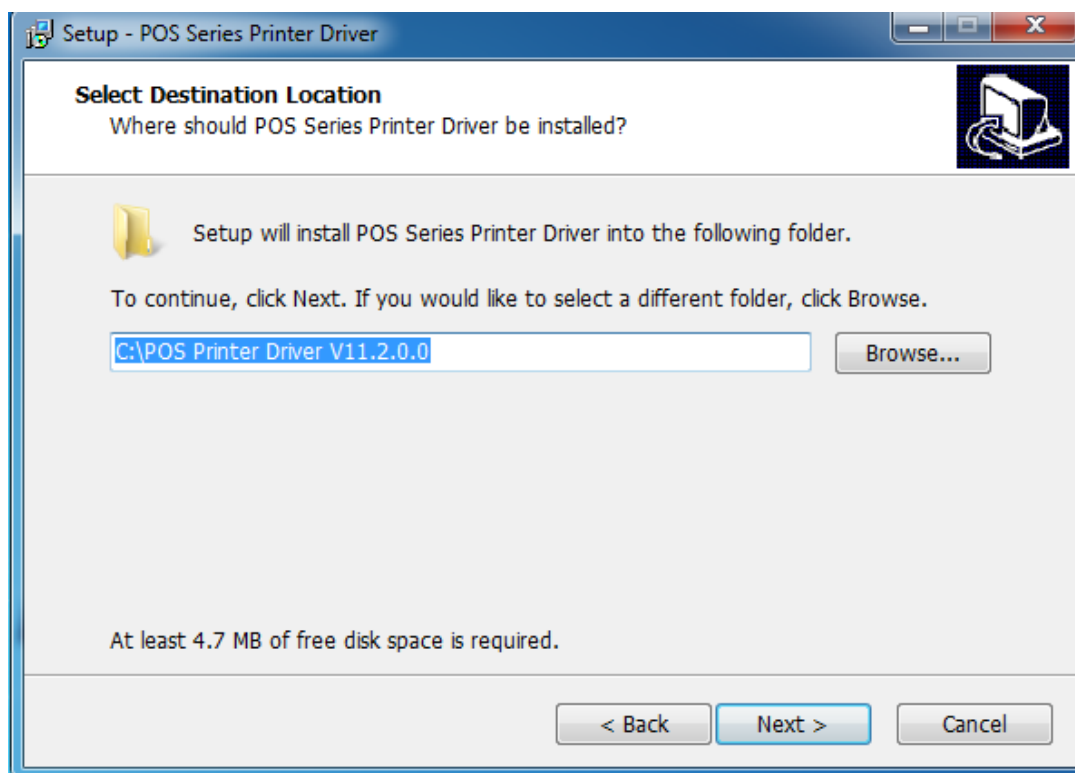 Setup - POS Series Printer Driver
Select Destination Location
Where should POS Series Printer Driver be installed?
Setup will install POS Series Printer Driver into the following folder.
To continue, click Next. If you would like to select a different folder, click Browse.
C:\POS Printer Driver V11.2.0.0
Browse...
At least 4.7 MB of free disk space is required.
< Back
Next >
Cancel